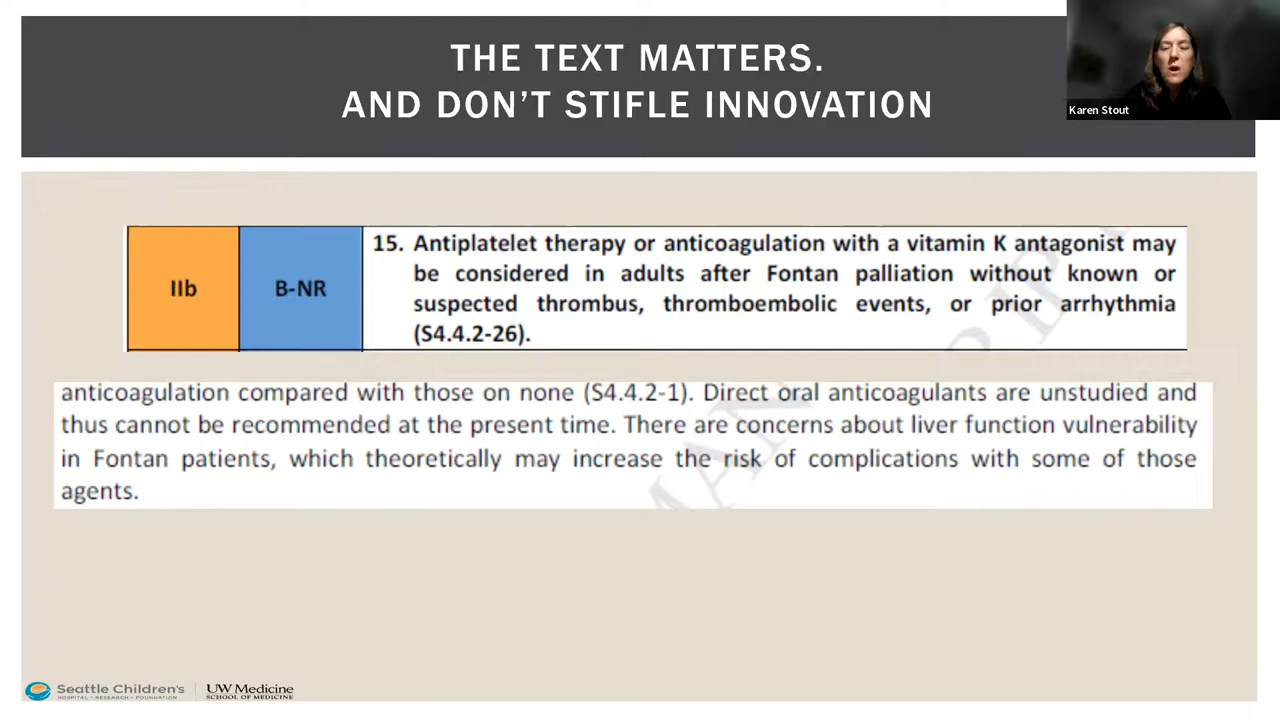 THE TEXT MATTERS.
AND DON'T STIFLE INNOVATION
Karen Stout
IIb
B-NR
15. Antiplatelet therapy or anticoagulation with a vitamin K antagonist may
be considered in adults after Fontan palliation without known or
suspected thrombus, thromboembolic events, or prior arrhythmia
(S4.4.2-26).
anticoagulation compared with those on none (S4.4.2-1). Direct oral anticoagulants are unstudied and
thus cannot be recommended at the present time. There are concerns about liver function vulnerability
in Fontan patients, which theoretically may increase the risk of complications with some of those
agents.
Seattle Children's
HOSPITAL • RESEARCH • FOUNDATION
UW Medicine
SCHOOL OF MEDICINE